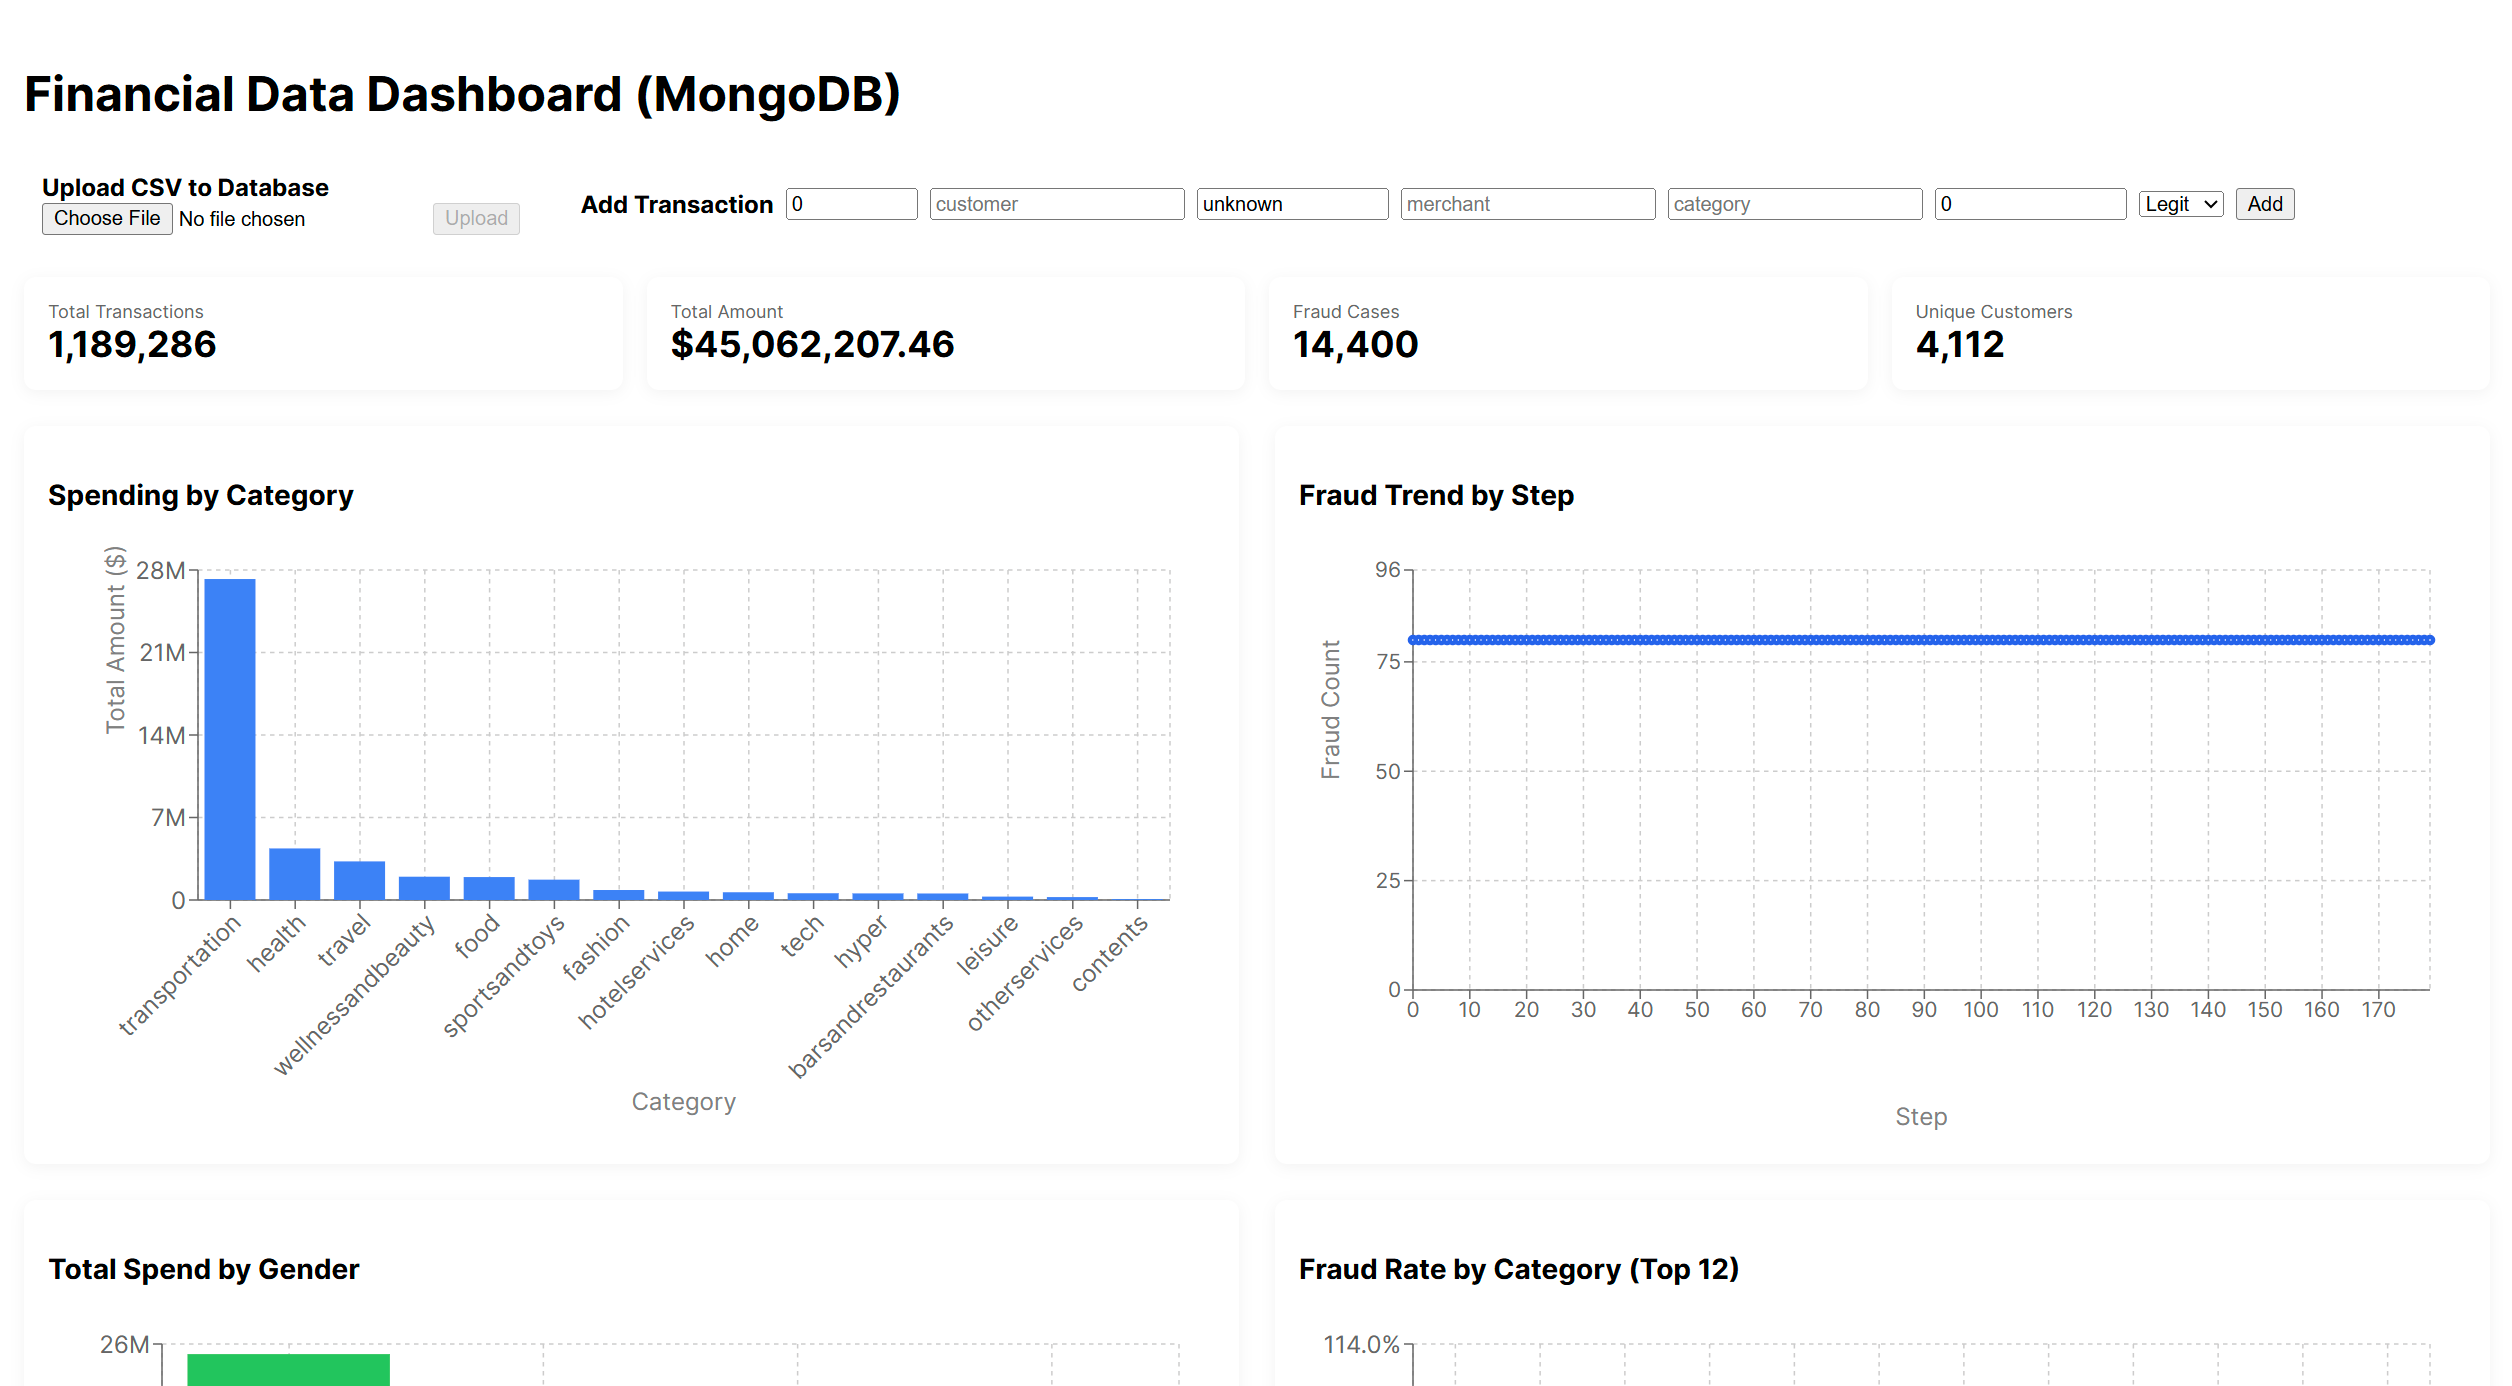 Financial Data Dashboard (MongoDB)
Upload CSV to Database
Choose File No file chosen Upload
Add Transaction 0 customer unknown merchant category 0 Legit Add
Total Transactions
1,189,286
Total Amount
$45,062,207.46
Fraud Cases
14,400
Unique Customers
4,112
Spending by Category
Total Amount ($)
28M
21M
14M
7M
0
transportation health travel wellnessandbeauty food sportsandtoys fashion hotelservices home tech hyper barsandrestaurants leisure otherservices contents
Category
Fraud Trend by Step
Fraud Count
96
75
50
25
0
0 10 20 30 40 50 60 70 80 90 100 110 120 130 140 150 160 170
Step
Total Spend by Gender
26M
Fraud Rate by Category (Top 12)
114.0%